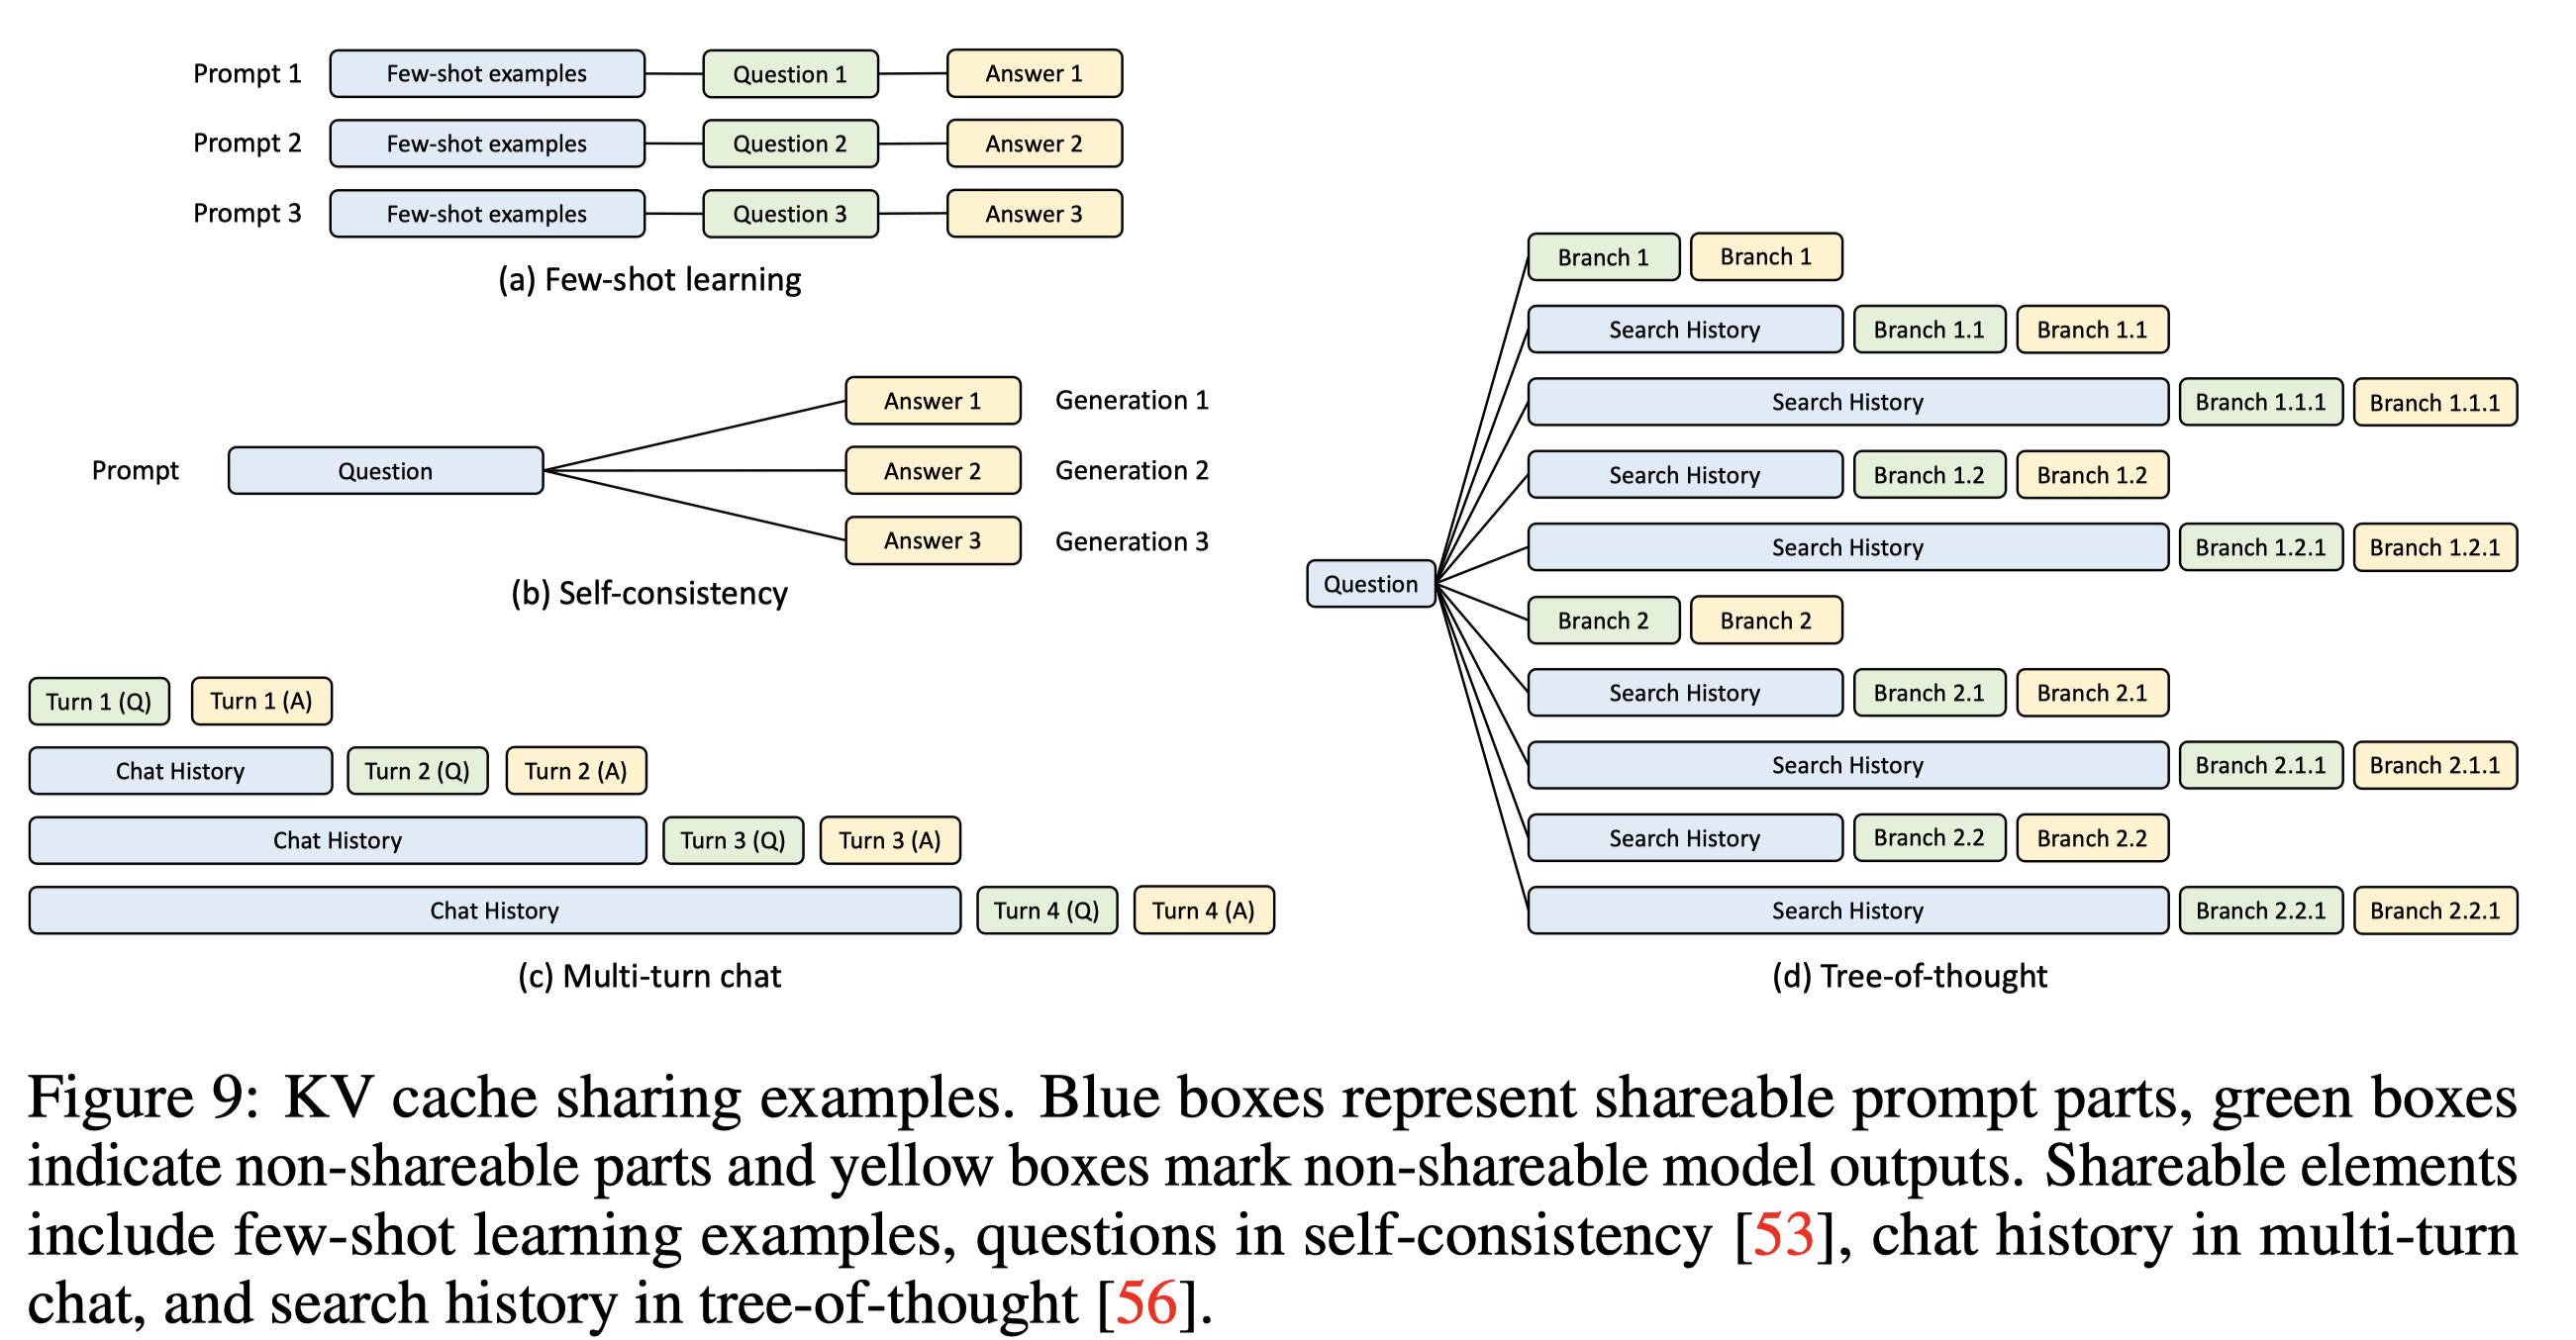 Prompt 1 Few-shot examples Question 1 Answer 1
Prompt 2 Few-shot examples Question 2 Answer 2
Prompt 3 Few-shot examples Question 3 Answer 3
(a) Few-shot learning
Answer 1 Generation 1
Prompt Question Answer 2 Generation 2
Answer 3 Generation 3
(b) Self-consistency
Turn 1 (Q) Turn 1 (A)
Chat History Turn 2 (Q) Turn 2 (A)
Chat History Turn 3 (Q) Turn 3 (A)
Chat History Turn 4 (Q) Turn 4 (A)
(c) Multi-turn chat
Branch 1 Branch 1
Search History Branch 1.1 Branch 1.1
Search History Branch 1.1.1 Branch 1.1.1
Search History Branch 1.2 Branch 1.2
Search History Branch 1.2.1 Branch 1.2.1
Question
Branch 2 Branch 2
Search History Branch 2.1 Branch 2.1
Search History Branch 2.1.1 Branch 2.1.1
Search History Branch 2.2 Branch 2.2
Search History Branch 2.2.1 Branch 2.2.1
(d) Tree-of-thought
Figure 9: KV cache sharing examples. Blue boxes represent shareable prompt parts, green boxes
indicate non-shareable parts and yellow boxes mark non-shareable model outputs. Shareable elements
include few-shot learning examples, questions in self-consistency [53], chat history in multi-turn
chat, and search history in tree-of-thought [56].